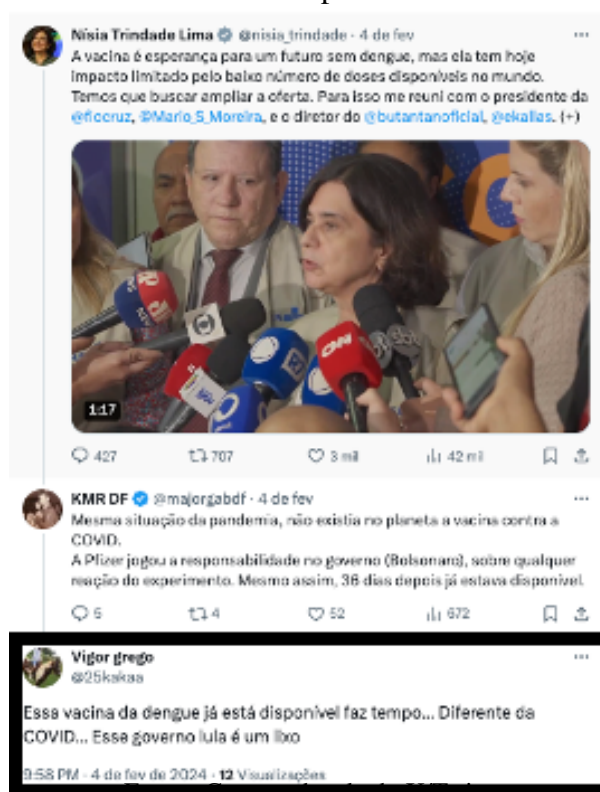 Nísia Trindade Lima @nisia_trindade · 4 de fev
A vacina é esperança para um futuro sem dengue, mas ela tem hoje
impacto limitado pelo baixo número de doses disponíveis no mundo.
Temos que buscar ampliar a oferta. Para isso me reuni com o presidente da
@fiocruz, @Mario_S_Moreira, e o diretor do @butantanoficial, @ekallas. (+)
CNN
sbt
1:17
427 707 3 mil 42 mil
KMR DF @majorgabdf · 4 de fev
Mesma situação da pandemia, não existia no planeta a vacina contra a
COVID.
A Pfizer jogou a responsabilidade no governo (Bolsonaro), sobre qualquer
reação do experimento. Mesmo assim, 36 dias depois já estava disponível
5 4 52 672
Vigor grego
@25kakaa
Essa vacina da dengue já está disponível faz tempo... Diferente da
COVID... Esse governo lula é um lixo
9:58 PM · 4 de fev de 2024 · 12 Visualizações